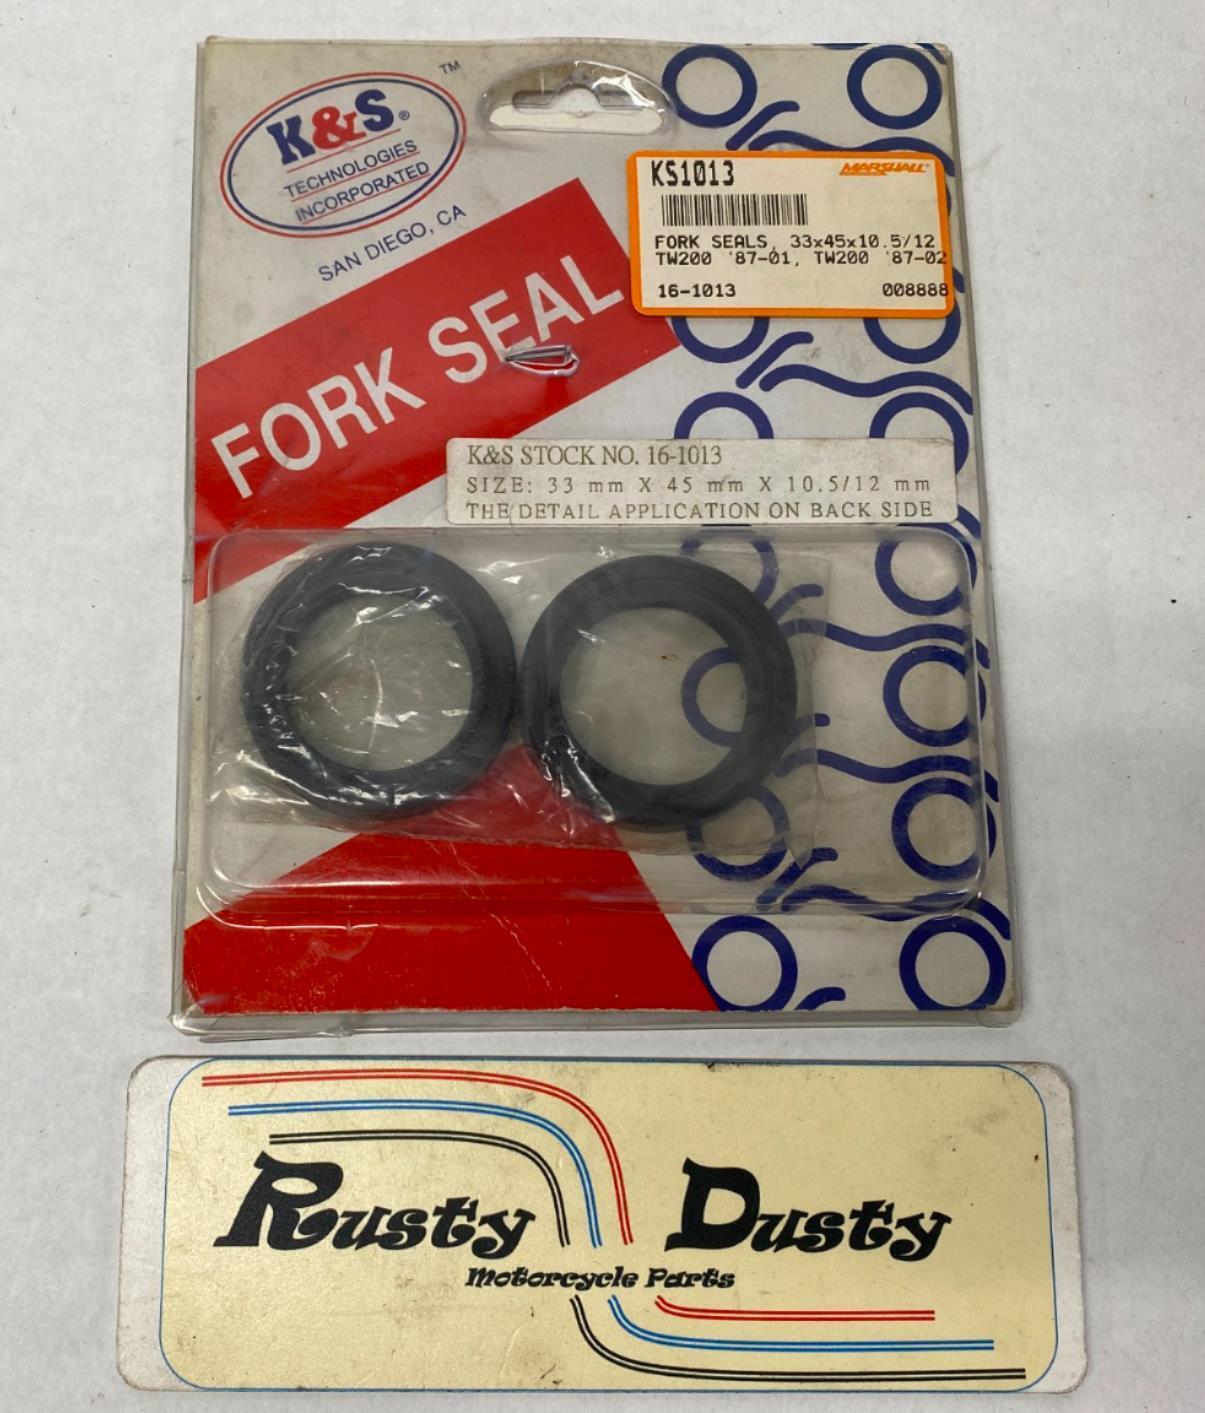 K&S®
TM
TECHNOLOGIES
INCORPORATED
SAN DIEGO, CA
KS1013
MARSHALL
FORK SEALS, 33x45x10.5/12
TW200 '87-01, TW200 '87-02
16-1013 008888
FORK SEAL
K&S STOCK NO. 16-1013
SIZE: 33 mm X 45 mm X 10.5/12 mm
THE DETAIL APPLICATION ON BACK SIDE
Rusty Dusty
Motorcycle Parts